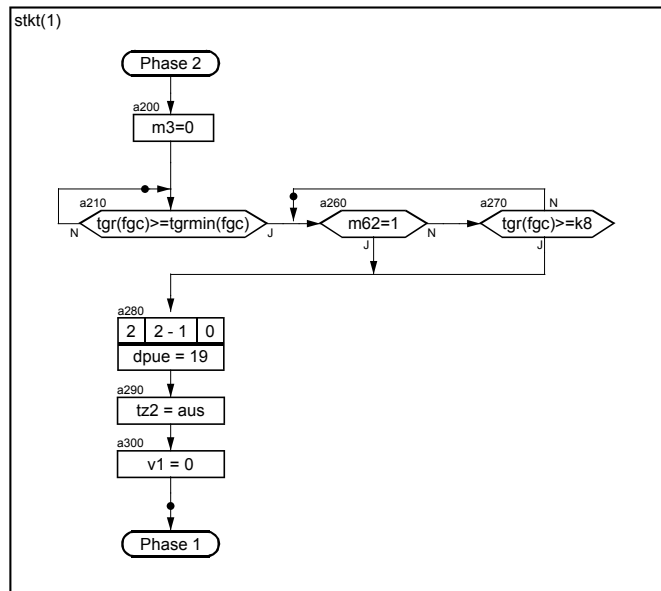 stkt(1)
Phase 2
a200
m3=0
a210
tgr(fgc)>=tgrmin(fgc)
N
J
a260
m62=1
N
J
a270
N
tgr(fgc)>=k8
J
a280
2 2 - 1 0
dpue = 19
a290
tz2 = aus
a300
v1 = 0
Phase 1